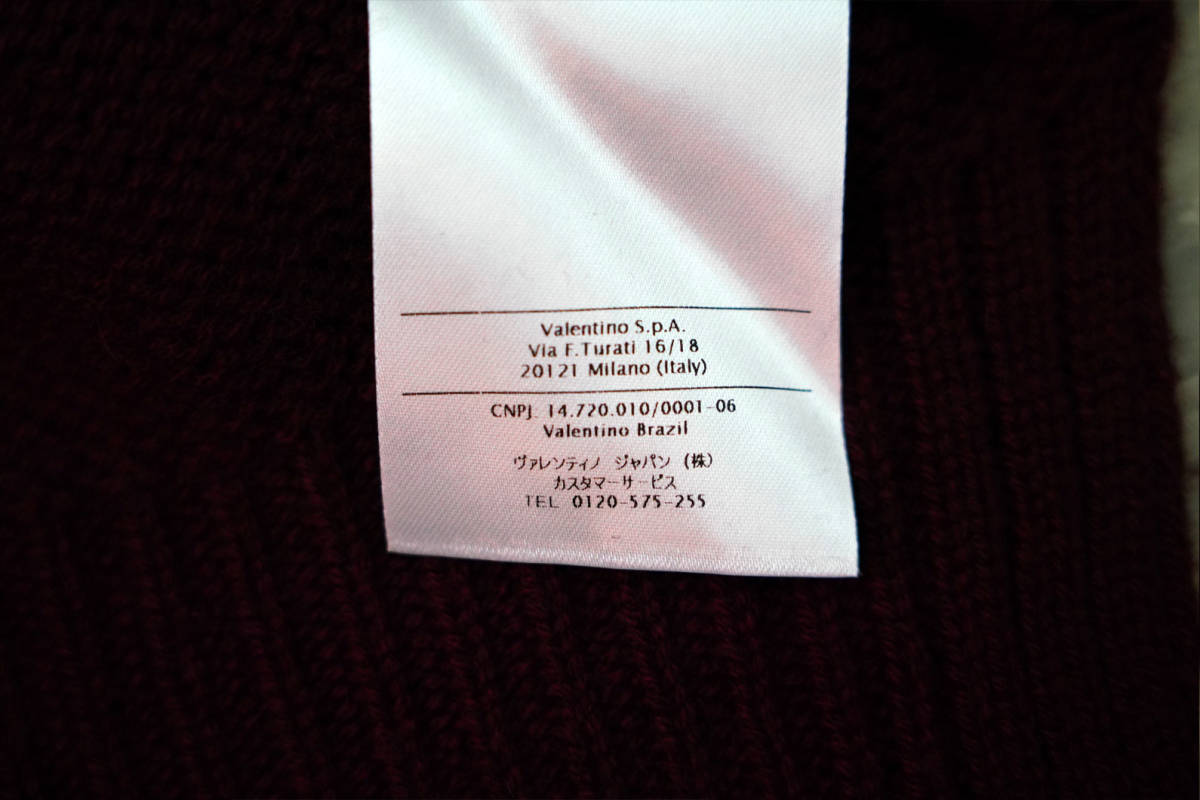 Valentino S.p.A.
Via F.Turati 16/18
20121 Milano (Italy)
CNPJ. 14.720.010/0001-06
Valentino Brazil
ヴァレンティノ ジャパン (株)
カスタマーサービス
TEL 0120-575-255